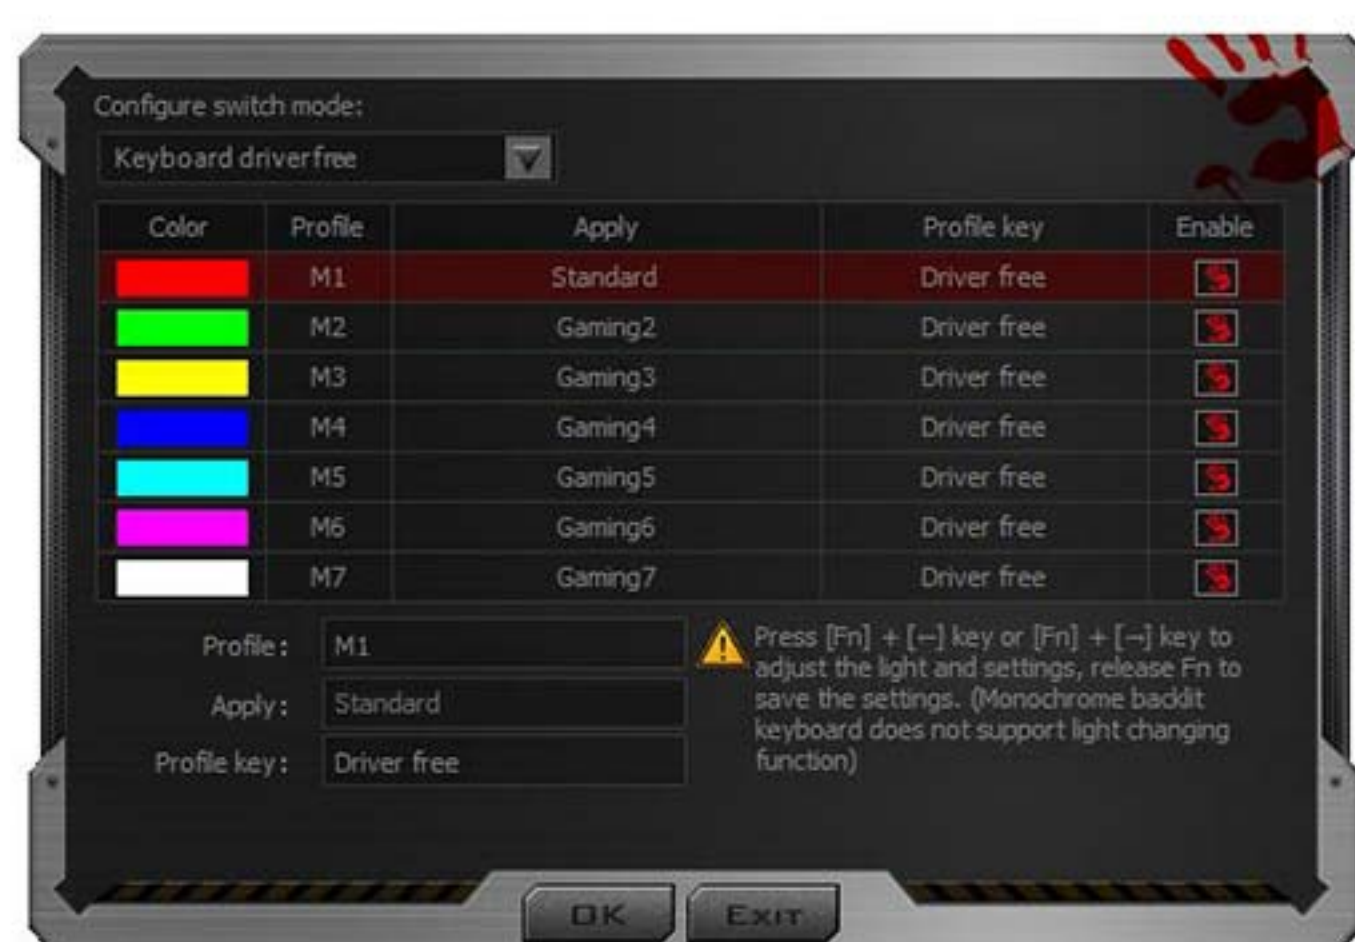 Configure switch mode:
Keyboard driverfree
Color Profile Apply Profile key Enable
M1 Standard Driver free
M2 Gaming2 Driver free
M3 Gaming3 Driver free
M4 Gaming4 Driver free
M5 Gaming5 Driver free
M6 Gaming6 Driver free
M7 Gaming7 Driver free
Profile: M1
Apply: Standard
Profile key: Driver free
Press [Fn] + [←] key or [Fn] + [→] key to
adjust the light and settings, release Fn to
save the settings. (Monochrome backlit
keyboard does not support light changing
function)
OK EXIT